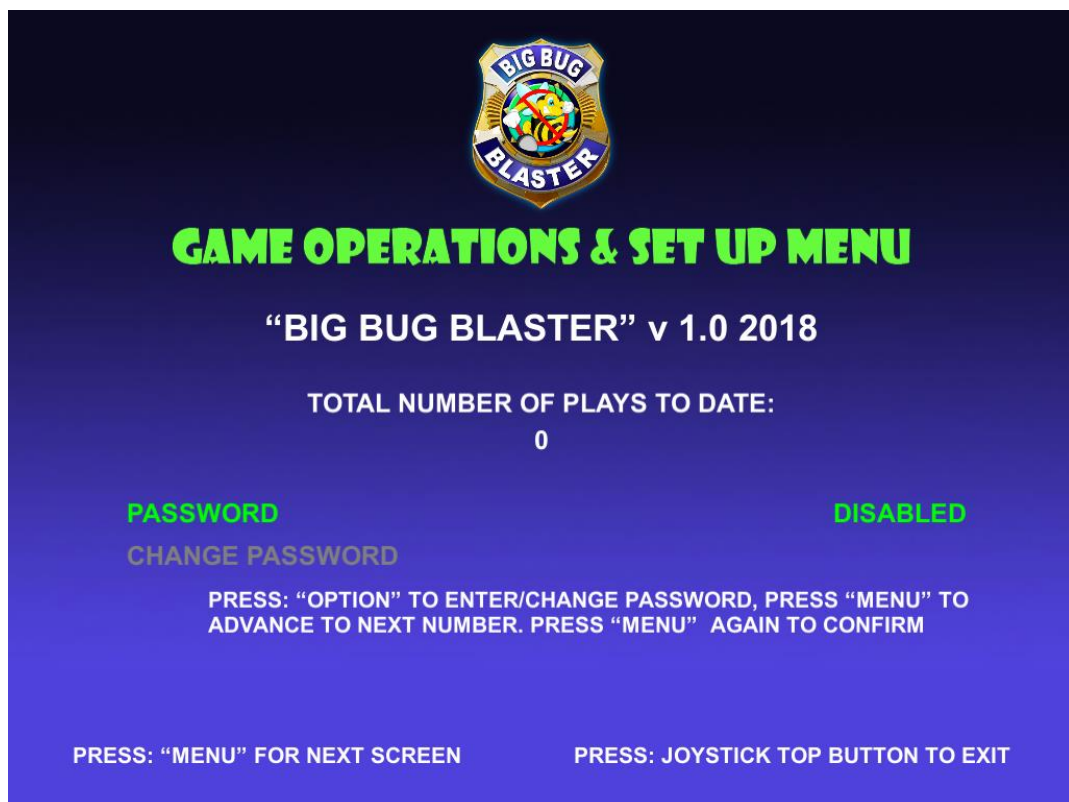 BIG BUG
BLASTER
GAME OPERATIONS & SET UP MENU
“BIG BUG BLASTER” v 1.0 2018
TOTAL NUMBER OF PLAYS TO DATE:
0
PASSWORD DISABLED
CHANGE PASSWORD
PRESS: “OPTION” TO ENTER/CHANGE PASSWORD, PRESS “MENU” TO
ADVANCE TO NEXT NUMBER. PRESS “MENU” AGAIN TO CONFIRM
PRESS: “MENU” FOR NEXT SCREEN PRESS: JOYSTICK TOP BUTTON TO EXIT